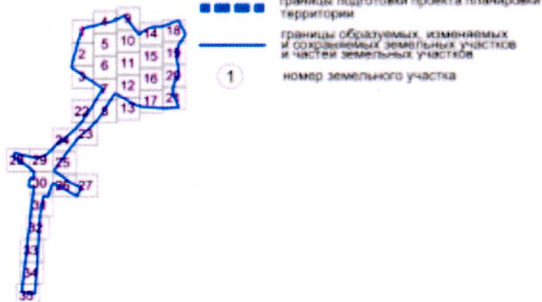 границы подготовки проекта планировки
территории
границы образуемых, изменяемых
и сохраняемых земельных участков
и частей земельных участков
1 номер земельного участка
4 9
1 14 18
5 10
2 15 19
6 11
3 16 20
7 12
17 21
22 8 13
24 23
28 29 25
30 26 27
31
32
33
34
35